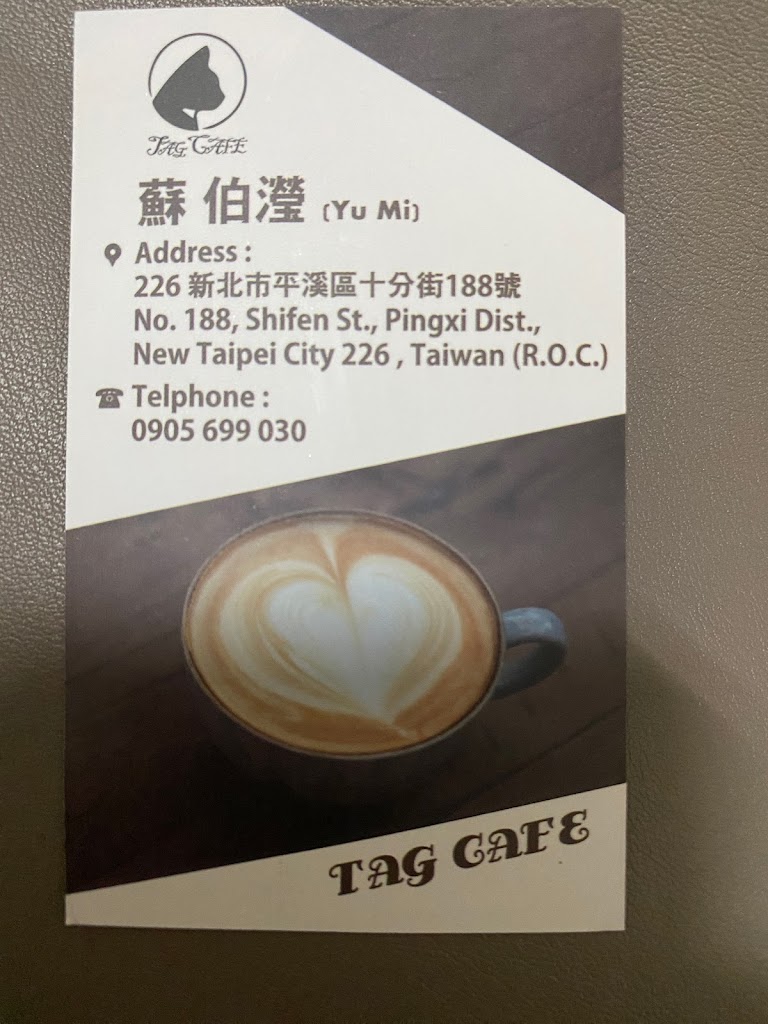 TAG CAFE
蘇 伯瀅 (Yu Mi)
Address :
226 新北市平溪區十分街188號
No. 188, Shifen St., Pingxi Dist.,
New Taipei City 226 , Taiwan (R.O.C.)
Telphone :
0905 699 030
TAG CAFE